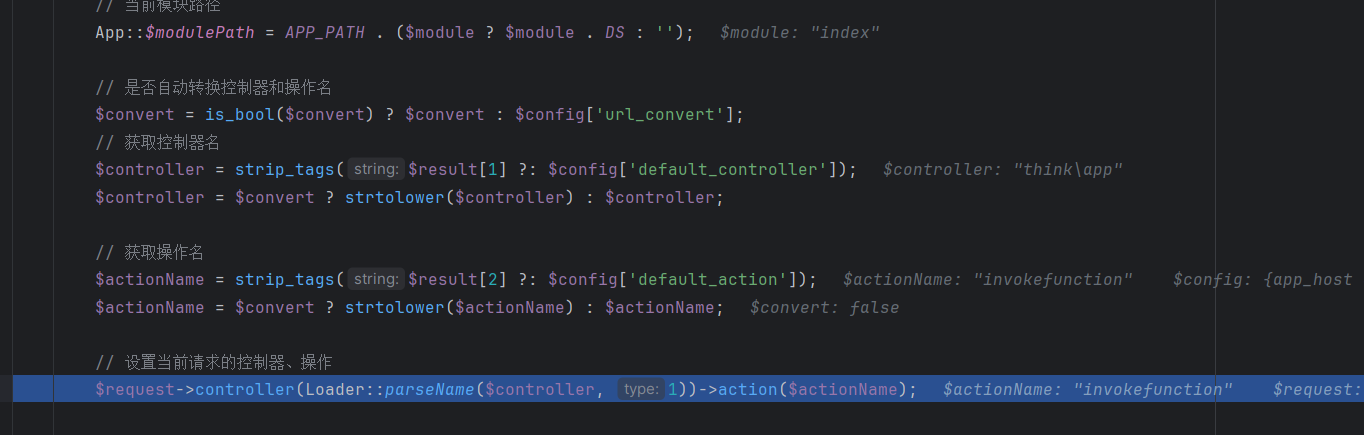 // 当前模块路径
App::$modulePath = APP_PATH . ($module ? $module . DS : ''); $module: "index"
// 是否自动转换控制器和操作名
$convert = is_bool($convert) ? $convert : $config['url_convert'];
// 获取控制器名
$controller = strip_tags( string: $result[1] ?: $config['default_controller']); $controller: "think\app"
$controller = $convert ? strtolower($controller) : $controller;
// 获取操作名
$actionName = strip_tags( string: $result[2] ?: $config['default_action']); $actionName: "invokefunction" $config: {app_host
$actionName = $convert ? strtolower($actionName) : $actionName; $convert: false
// 设置当前请求的控制器、操作
$request->controller(Loader::parseName($controller, type: 1))->action($actionName); $actionName: "invokefunction" $request: